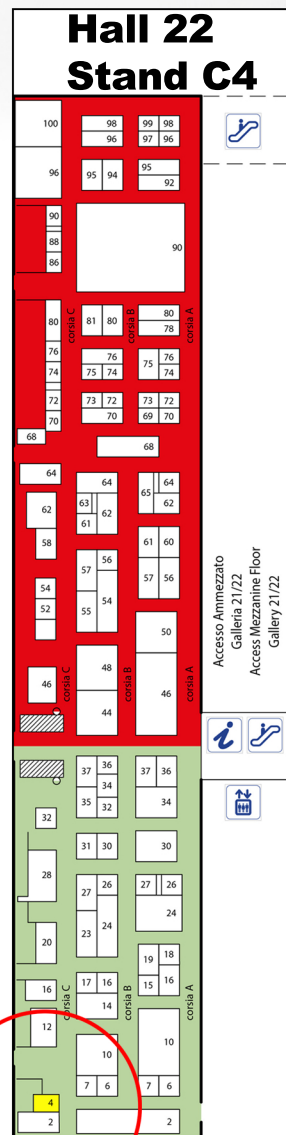 Hall 22
Stand C4
100 98 99 98
96 97 96
96 95 94 95
92
90
90
88
86
80 81 80 80
78
corsia C corsia B corsia A
76 76 75 76
74 75 74 74
72 73 72 73 72
70 70 69 70
68 68
64 64 65 64
62 63 62 62
61
58 57 56 61 60
54 55 54 57 56
52
50
46 48 46
44
corsia C corsia B corsia A
Accesso Ammezzato
Galleria 21/22
Access Mezzanine Floor
Gallery 21/22
i
37 36 37 36
34 34
35 32
32
31 30 30
28 27 26 27 26
24 24
20 23
19 18
16 17 16 15 16
14
corsia C corsia B corsia A
12 10 10
7 6 7 6
4
2 2